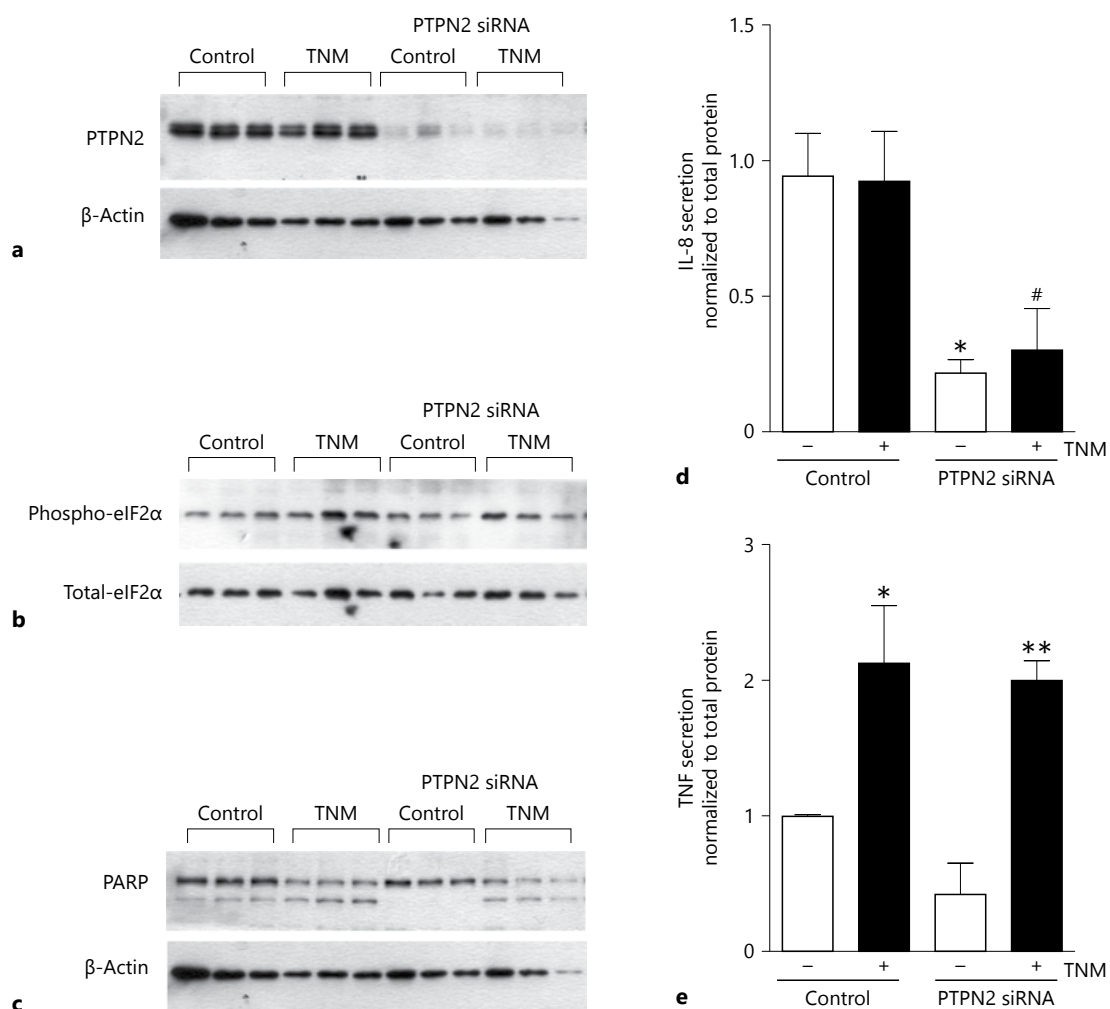 PTPN2 siRNA
Control TNM Control TNM
PTPN2
β-Actin
a
PTPN2 siRNA
Control TNM Control TNM
Phospho-eIF2α
Total-eIF2α
b
PTPN2 siRNA
Control TNM Control TNM
PARP
β-Actin
c
IL-8 secretion
normalized to total protein
1.5
1.0
0.5
0
*
#
– + – + TNM
Control PTPN2 siRNA
d
TNF secretion
normalized to total protein
3
2
1
0
*
**
– + – + TNM
Control PTPN2 siRNA
e